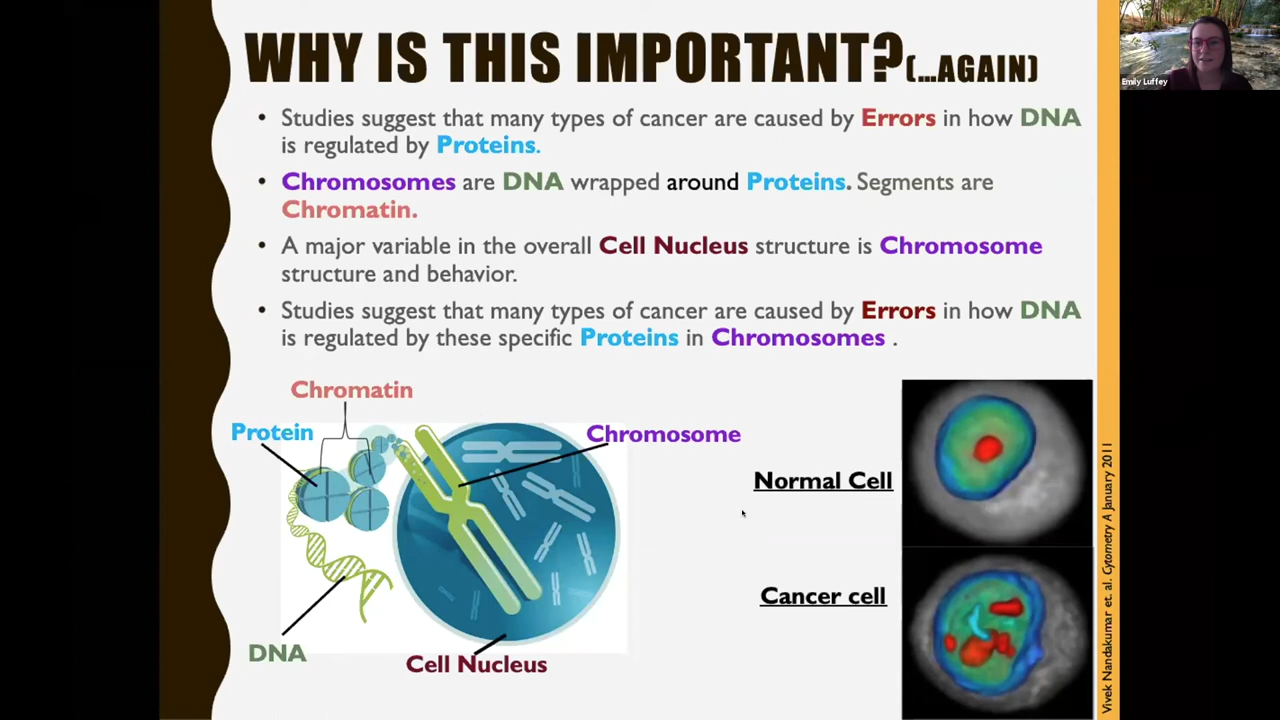 WHY IS THIS IMPORTANT?(...AGAIN)
Emily Luffey
• Studies suggest that many types of cancer are caused by Errors in how DNA
is regulated by Proteins.
• Chromosomes are DNA wrapped around Proteins. Segments are
Chromatin.
• A major variable in the overall Cell Nucleus structure is Chromosome
structure and behavior.
• Studies suggest that many types of cancer are caused by Errors in how DNA
is regulated by these specific Proteins in Chromosomes .
Chromatin
Protein
Chromosome
DNA
Cell Nucleus
Normal Cell
Cancer cell
Vivek Nandakumar et. al. Cytometry A January 2011